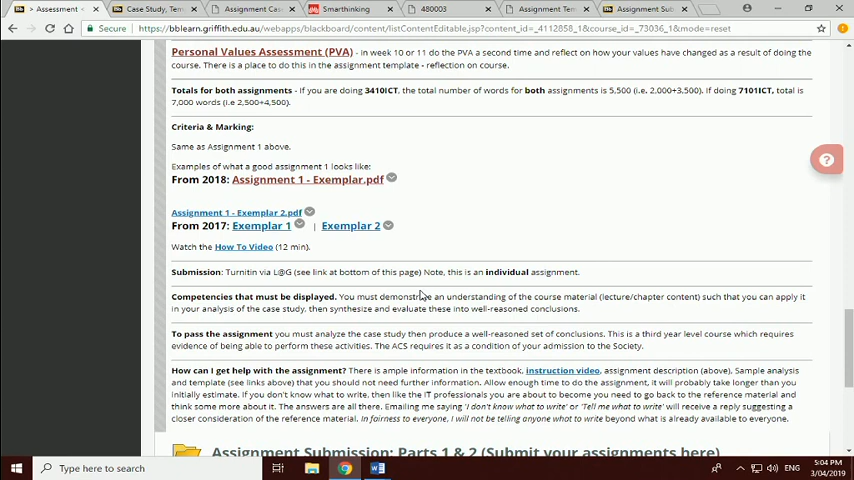 > Assessment <
Case Study, Temp
Assignment Cas
Smarthinking
480003
Assignment Tem
Assignment Sub
Secure
https://bblearn.griffith.edu.au/webapps/blackboard/content/listContentEditable.jsp?content_id=_4112858_1&course_id=_73036_1&mode=reset
Personal Values Assessment (PVA) - in week 10 or 11 do the PVA a second time and reflect on how your values have changed as a result of doing the
course. There is a place to do this in the assignment template - reflection on course.
Totals for both assignments - If you are doing 3410ICT, the total number of words for both assignments is 5,500 (i.e. 2,000+3,500). If doing 7101ICT, total is
7,000 words (i.e 2,500+4,500).
Criteria & Marking:
Same as Assignment 1 above.
Examples of what a good assignment 1 looks like:
From 2018: Assignment 1 - Exemplar.pdf
Assignment 1 - Exemplar 2.pdf
From 2017: Exemplar 1 | Exemplar 2
Watch the How To Video (12 min).
Submission: Turnitin via L@G (see link at bottom of this page) Note, this is an individual assignment.
Competencies that must be displayed. You must demonstrate an understanding of the course material (lecture/chapter content) such that you can apply it
in your analysis of the case study, then synthesize and evaluate these into well-reasoned conclusions.
To pass the assignment you must analyze the case study then produce a well-reasoned set of conclusions. This is a third year level course which requires
evidence of being able to perform these activities. The ACS requires it as a condition of your admission to the Society.
How can I get help with the assignment? There is ample information in the textbook, instruction video, assignment description (above), Sample analysis
and template (see links above) that you should not need further information. Allow enough time to do the assignment, it will probably take longer than you
initially estimate. If you don't know what to write, then like the IT professionals you are about to become you need to go back to the reference material and
think some more about it. The answers are all there. Emailing me saying 'I don't know what to write' or 'Tell me what to write' will receive a reply suggesting a
closer consideration of the reference material. In fairness to everyone, I will not be telling anyone what to write beyond what is already available to everyone.
Assignment Submission: Parts 1 & 2 (Submit your assignments here)
Type here to search
ENG
5:04 PM
3/04/2019